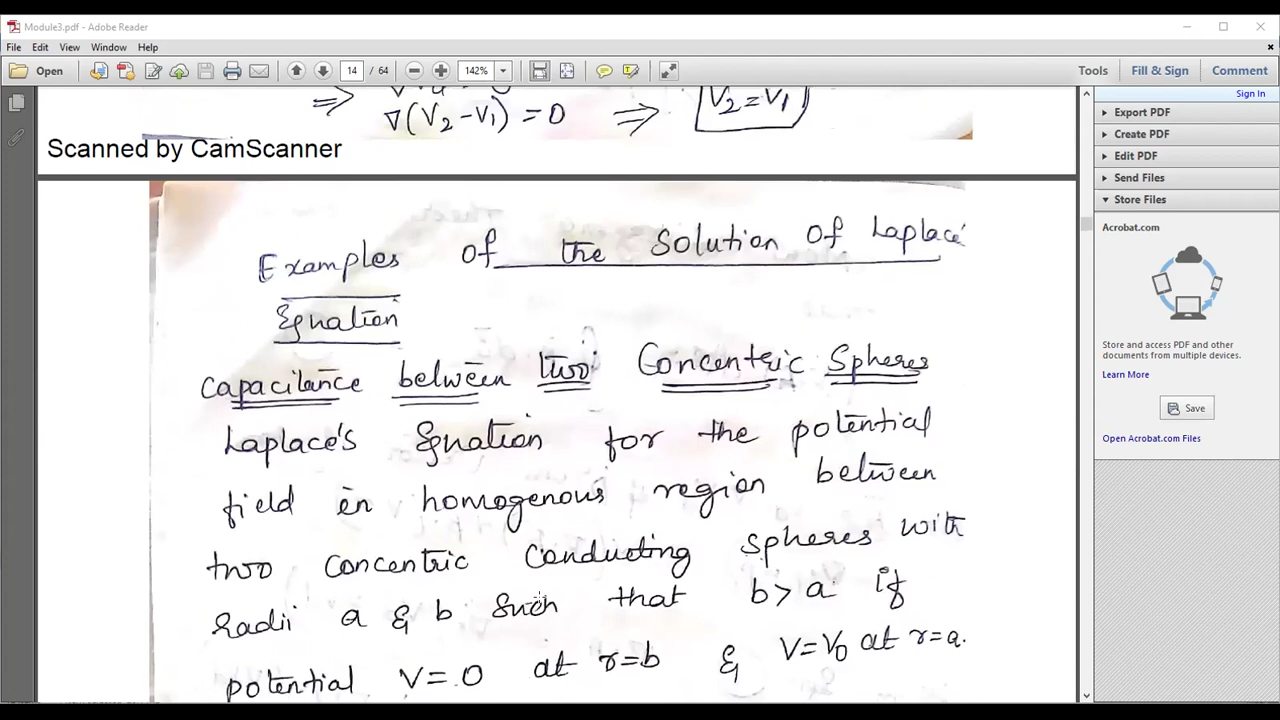 Module3.pdf - Adobe Reader
File Edit View Window Help
Open 14 / 64 142% Tools Fill & Sign Comment
Sign In
⇒ ⇒
∇(V2-V1) = 0 V2=V1
Scanned by CamScanner
Examples of the Solution of Laplace
Equation
Capacitance between two Concentric Spheres
Laplace's Equation for the potential
field in homogenous region between
two concentric conducting spheres with
radii a & b such that b > a if
potential V = 0 at r=b & V=V0 at r=a.
Export PDF
Create PDF
Edit PDF
Send Files
Store Files
Acrobat.com
Store and access PDF and other
documents from multiple devices.
Learn More
Save
Open Acrobat.com Files